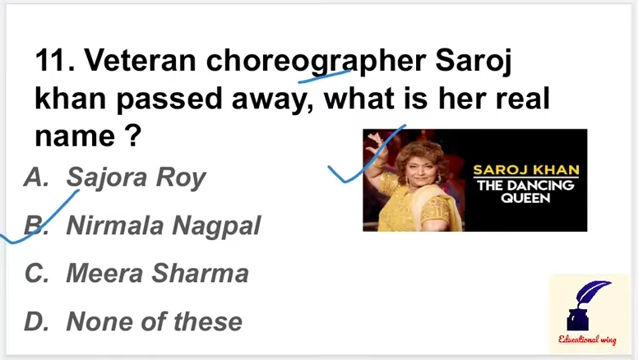 11. Veteran choreographer Saroj
khan passed away, what is her real
name ?
A. Sajora Roy
B. Nirmala Nagpal
C. Meera Sharma
D. None of these
SAROJ KHAN
THE DANCING
QUEEN
Educational wing